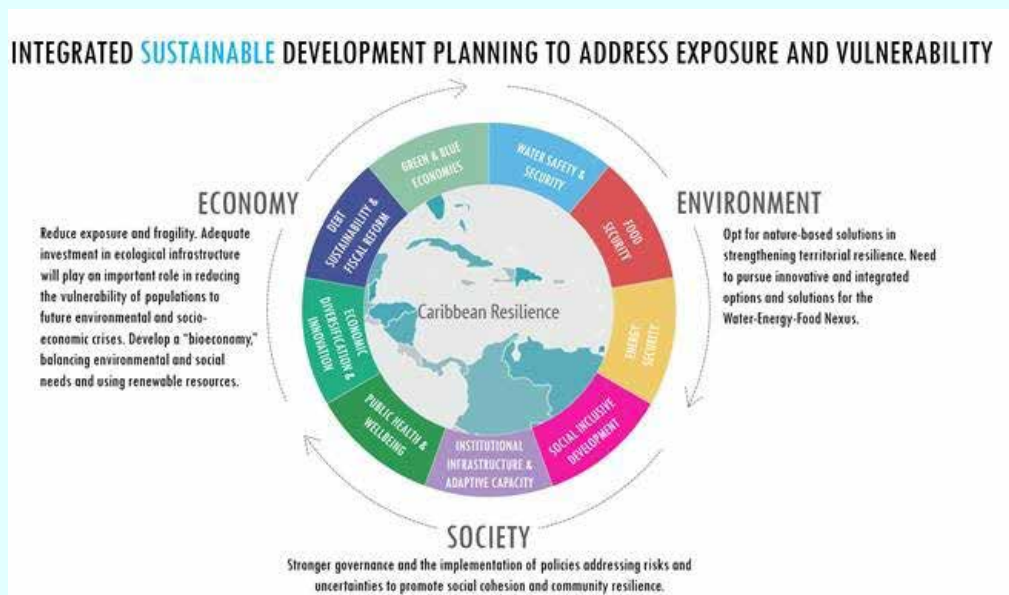 INTEGRATED SUSTAINABLE DEVELOPMENT PLANNING TO ADDRESS EXPOSURE AND VULNERABILITY
ECONOMY
Reduce exposure and fragility. Adequate
investment in ecological infrastructure
will play an important role in reducing
the vulnerability of populations to
future environmental and socio-
economic crises. Develop a "bioeconomy,"
balancing environmental and social
needs and using renewable resources.
GREEN & BLUE
ECONOMIES
WATER SAFETY &
SECURITY
FOOD
SECURITY
ENERGY
SECURITY
SOCIAL INCLUSIVE
DEVELOPMENT
INSTITUTIONAL
INFRASTRUCTURE &
ADAPTIVE CAPACITY
PUBLIC HEALTH &
WELLBEING
ECONOMIC
DIVERSIFICATION &
INNOVATION
DEBT
SUSTAINABILITY &
FISCAL REFORM
Caribbean Resilience
ENVIRONMENT
Opt for nature-based solutions in
strengthening territorial resilience. Need
to pursue innovative and integrated
options and solutions for the
Water-Energy-Food Nexus.
SOCIETY
Stronger governance and the implementation of policies addressing risks and
uncertainties to promote social cohesion and community resilience.